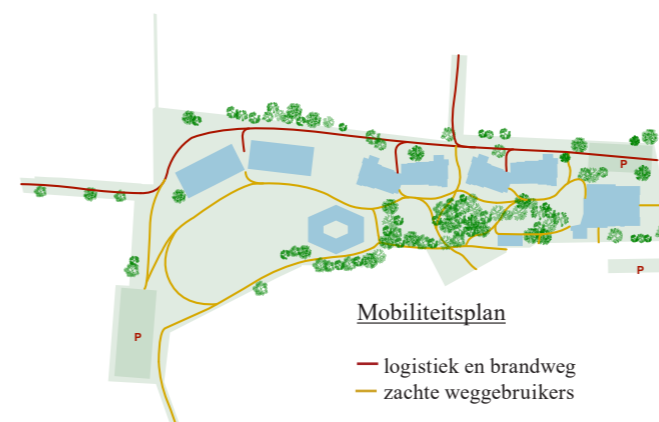 P
P
Mobiliteitsplan
P
logistiek en brandweg
zachte weggebruikers